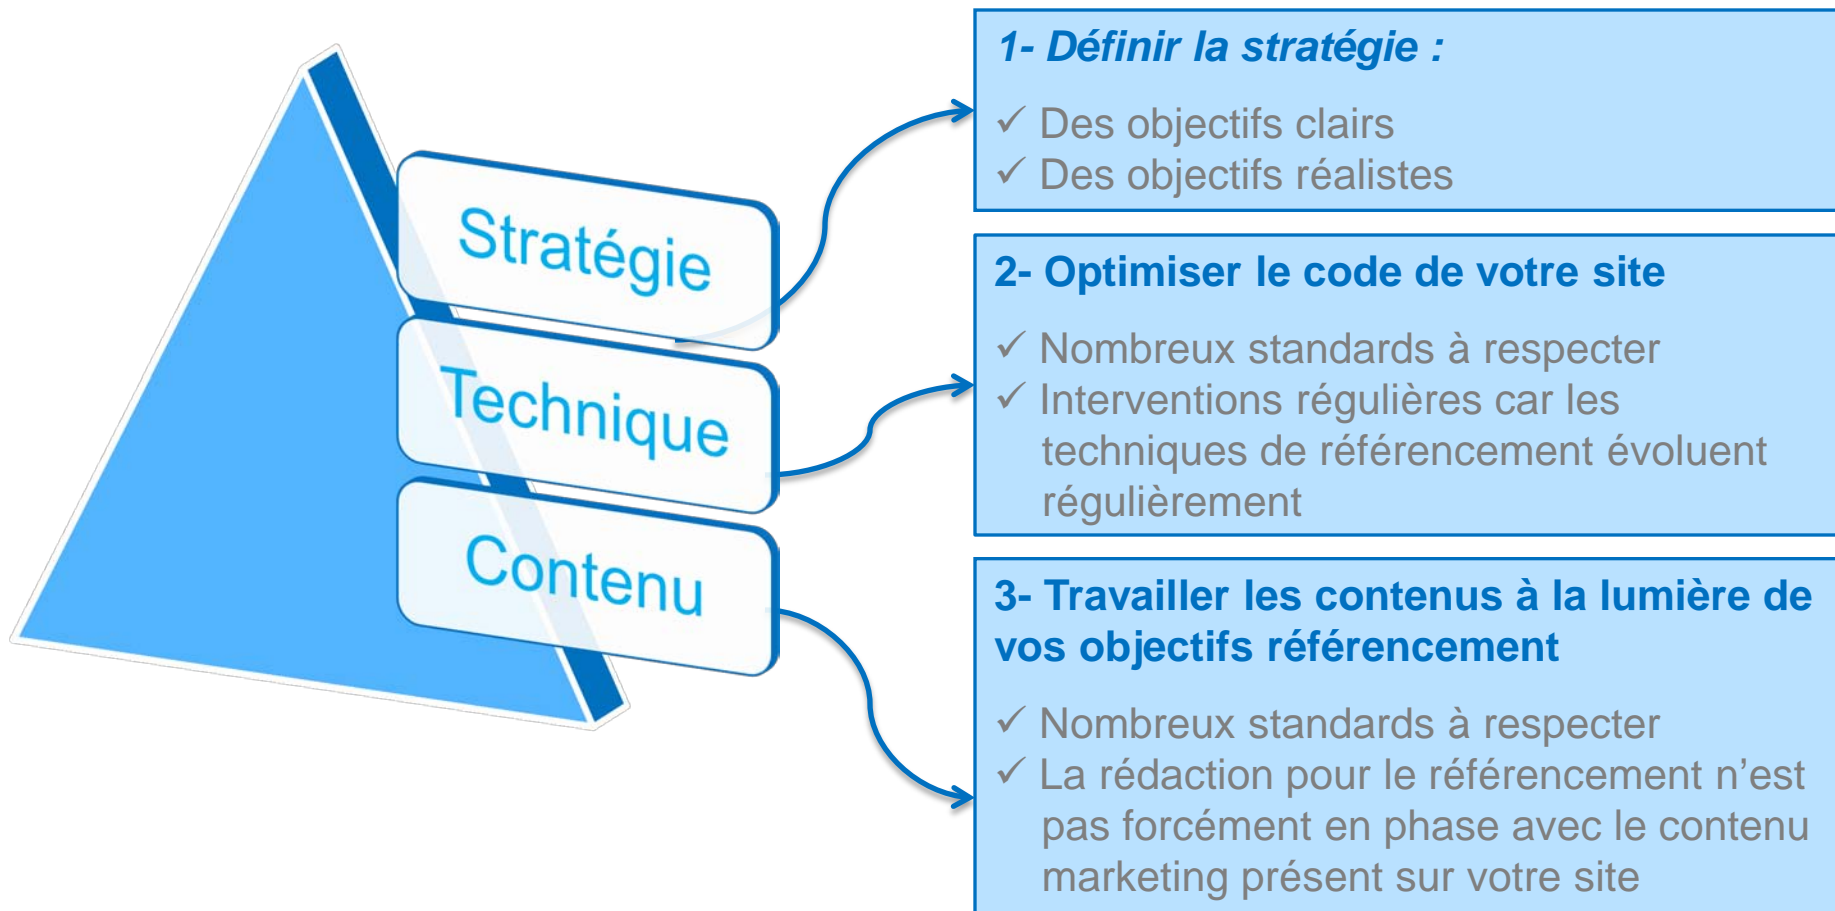 Stratégie
Technique
Contenu
1- Définir la stratégie :
✓ Des objectifs clairs
✓ Des objectifs réalistes
2- Optimiser le code de votre site
✓ Nombreux standards à respecter
✓ Interventions régulières car les
techniques de référencement évoluent
régulièrement
3- Travailler les contenus à la lumière de
vos objectifs référencement
✓ Nombreux standards à respecter
✓ La rédaction pour le référencement n’est
pas forcément en phase avec le contenu
marketing présent sur votre site